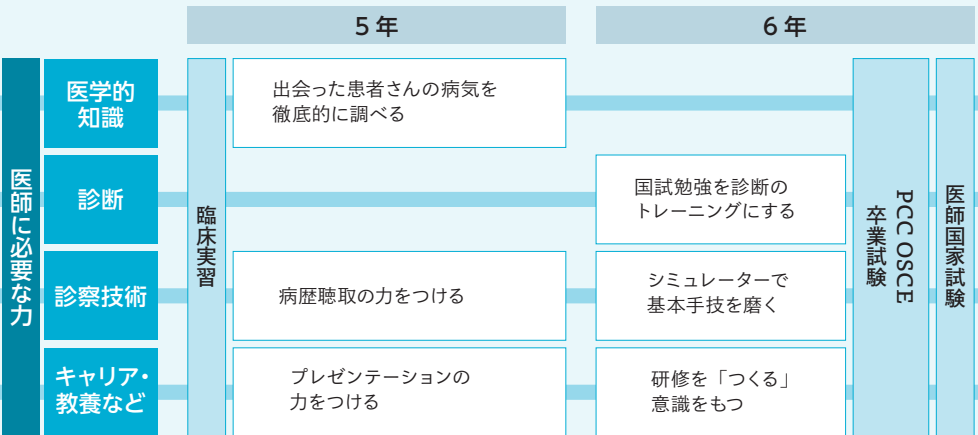 5年
6年
医師に必要な力
医学的
知識
臨床実習
出会った患者さんの病気を
徹底的に調べる
診断
国試勉強を診断の
トレーニングにする
診察技術
病歴聴取の力をつける
シミュレーターで
基本手技を磨く
キャリア・
教養など
プレゼンテーションの
力をつける
研修を「つくる」
意識をもつ
PCC OSCE
卒業試験
医師国家試験